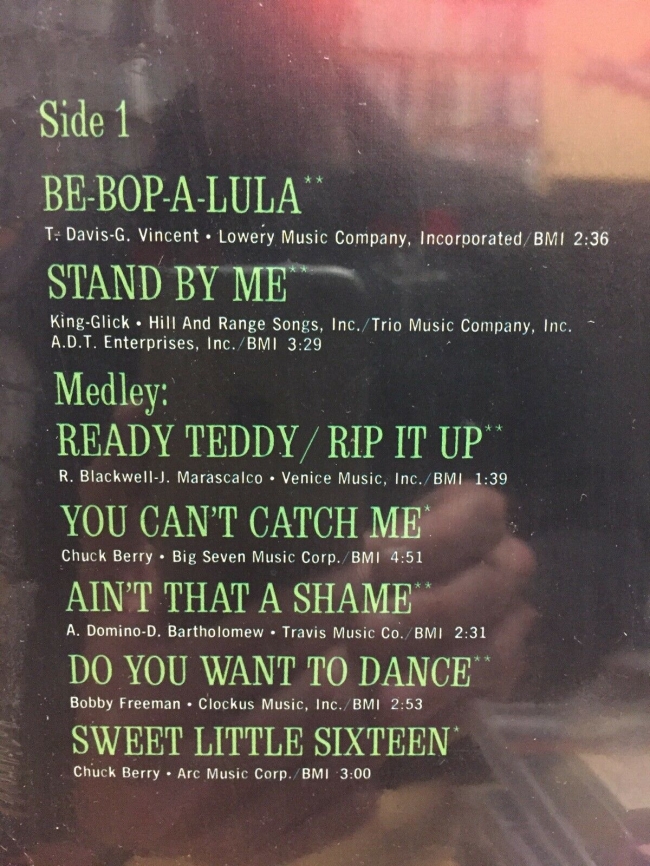 Side 1
BE-BOP-A-LULA**
T. Davis-G. Vincent • Lowery Music Company, Incorporated/BMI 2:36
STAND BY ME**
King-Glick • Hill And Range Songs, Inc./Trio Music Company, Inc.
A.D.T. Enterprises, Inc./BMI 3:29
Medley:
READY TEDDY/RIP IT UP**
R. Blackwell-J. Marascalco • Venice Music, Inc./BMI 1:39
YOU CAN'T CATCH ME*
Chuck Berry • Big Seven Music Corp./BMI 4:51
AIN'T THAT A SHAME**
A. Domino-D. Bartholomew • Travis Music Co./BMI 2:31
DO YOU WANT TO DANCE**
Bobby Freeman • Clockus Music, Inc./BMI 2:53
SWEET LITTLE SIXTEEN*
Chuck Berry • Arc Music Corp./BMI 3:00